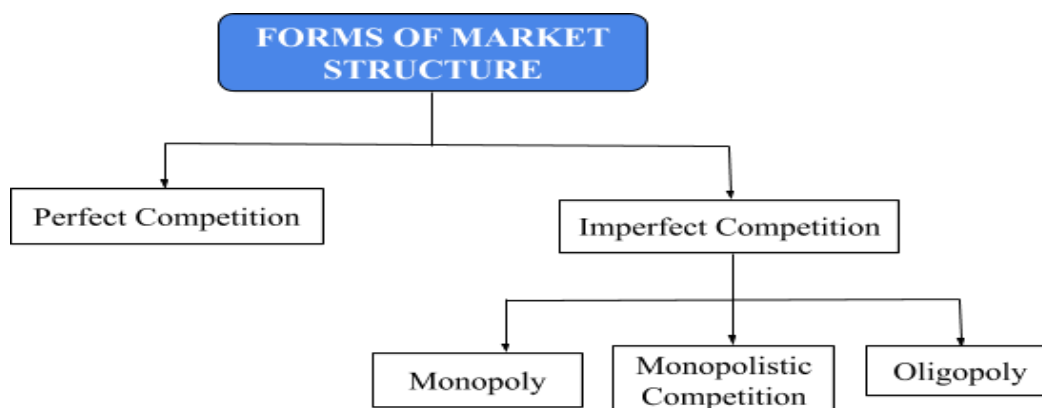 FORMS OF MARKET
STRUCTURE
Perfect Competition
Imperfect Competition
Monopoly
Monopolistic
Competition
Oligopoly